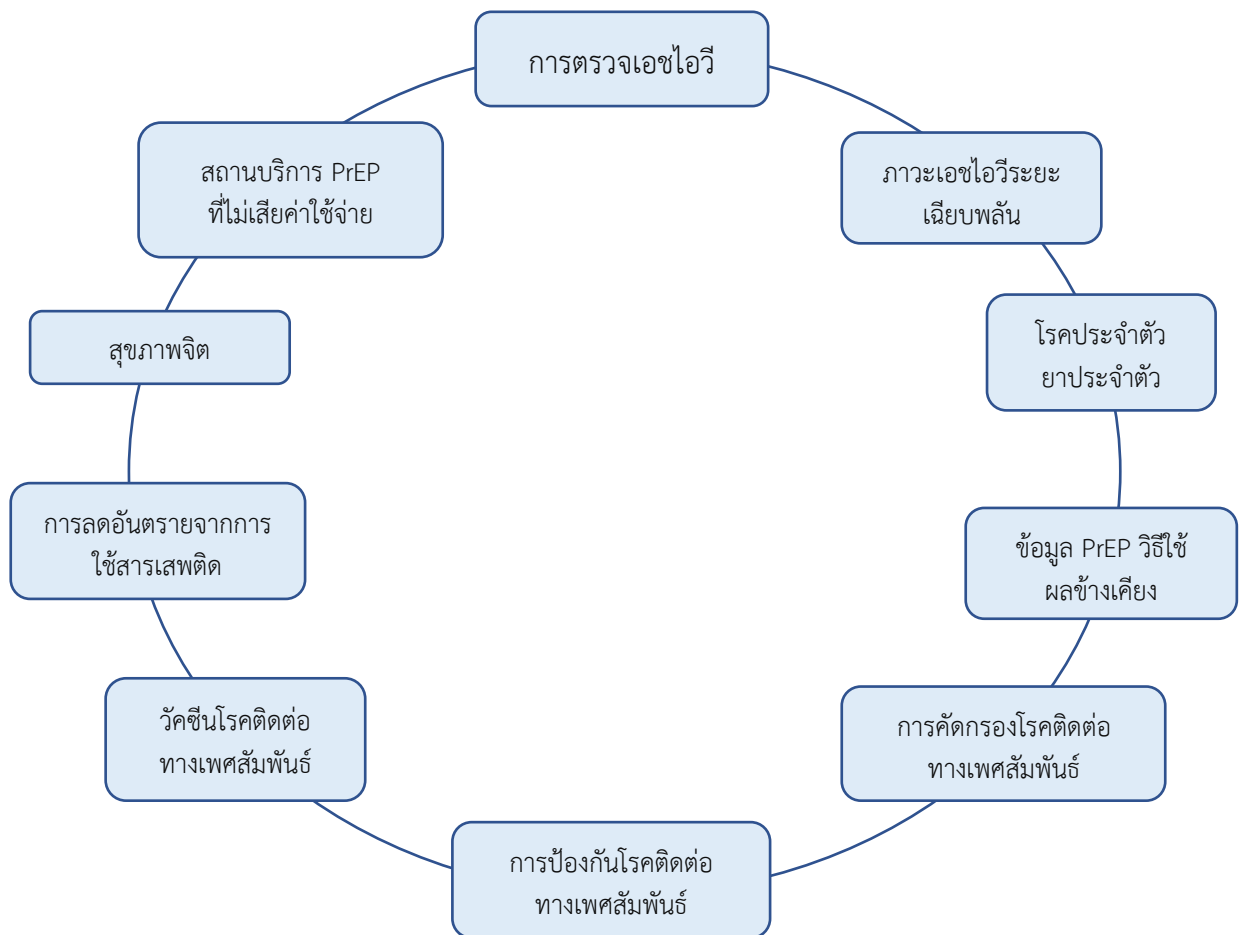 การตรวจเอชไอวี
ภาวะเอชไอวีระยะ
เฉียบพลัน
โรคประจำตัว
ยาประจำตัว
ข้อมูล PrEP วิธีใช้
ผลข้างเคียง
การคัดกรองโรคติดต่อ
ทางเพศสัมพันธ์
การป้องกันโรคติดต่อ
ทางเพศสัมพันธ์
วัคซีนโรคติดต่อ
ทางเพศสัมพันธ์
การลดอันตรายจากการ
ใช้สารเสพติด
สุขภาพจิต
สถานบริการ PrEP
ที่ไม่เสียค่าใช้จ่าย